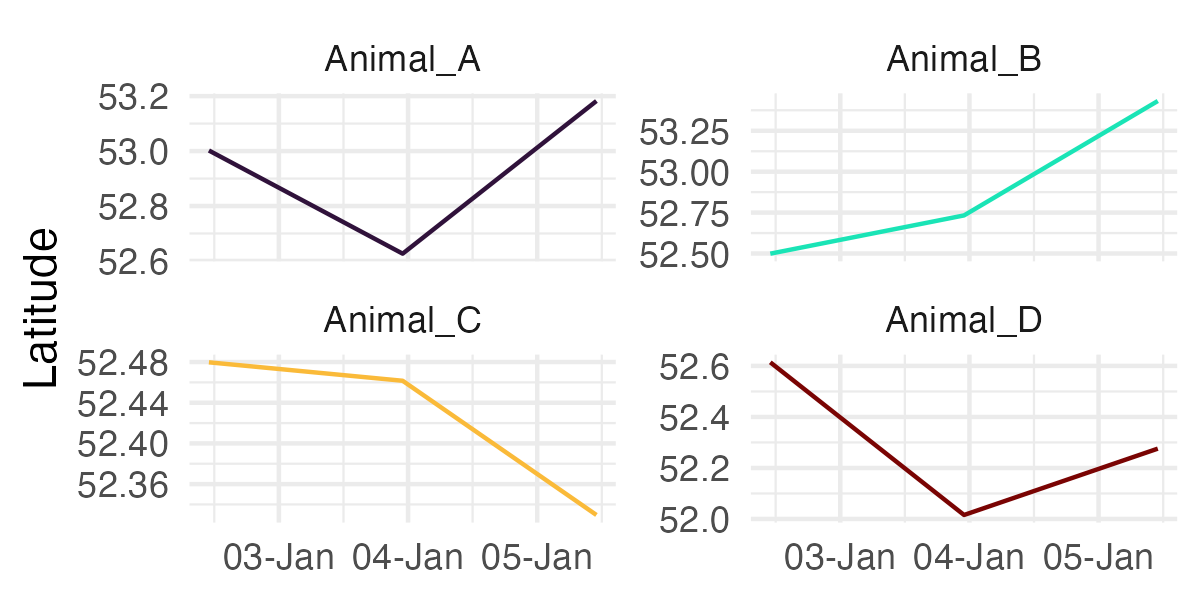 Latitude
Animal_A
53.2
53.0
52.8
52.6
Animal_B
53.25
53.00
52.75
52.50
Animal_C
52.48
52.44
52.40
52.36
03-Jan 04-Jan 05-Jan
Animal_D
52.6
52.4
52.2
52.0
03-Jan 04-Jan 05-Jan